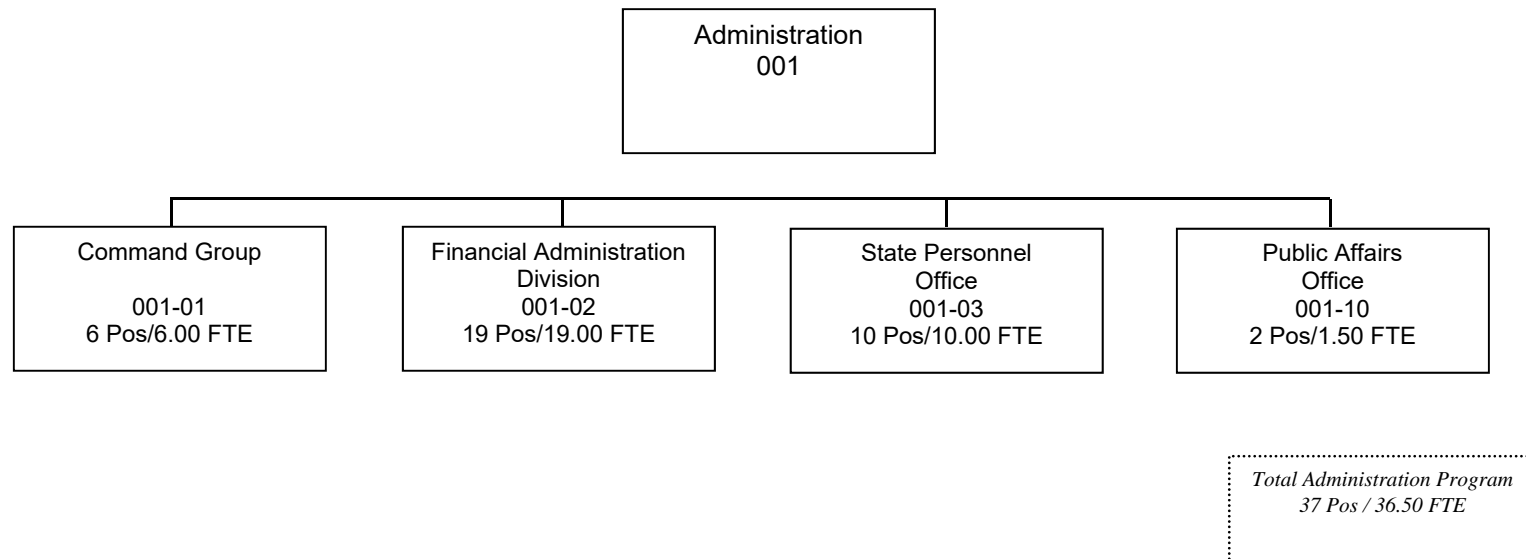 Administration
001
Command Group
001-01
6 Pos/6.00 FTE
Financial Administration
Division
001-02
19 Pos/19.00 FTE
State Personnel
Office
001-03
10 Pos/10.00 FTE
Public Affairs
Office
001-10
2 Pos/1.50 FTE
Total Administration Program
37 Pos / 36.50 FTE